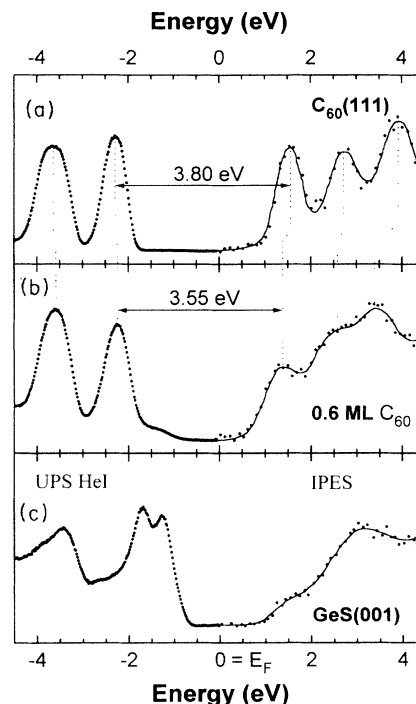 Energy (eV)
-4 -2 0 2 4
(a)
C60(111)
3.80 eV
(b)
3.55 eV
0.6 ML C60
UPS HeI
IPES
(c)
GeS(001)
-4 -2 0 = EF 2 4
Energy (eV)